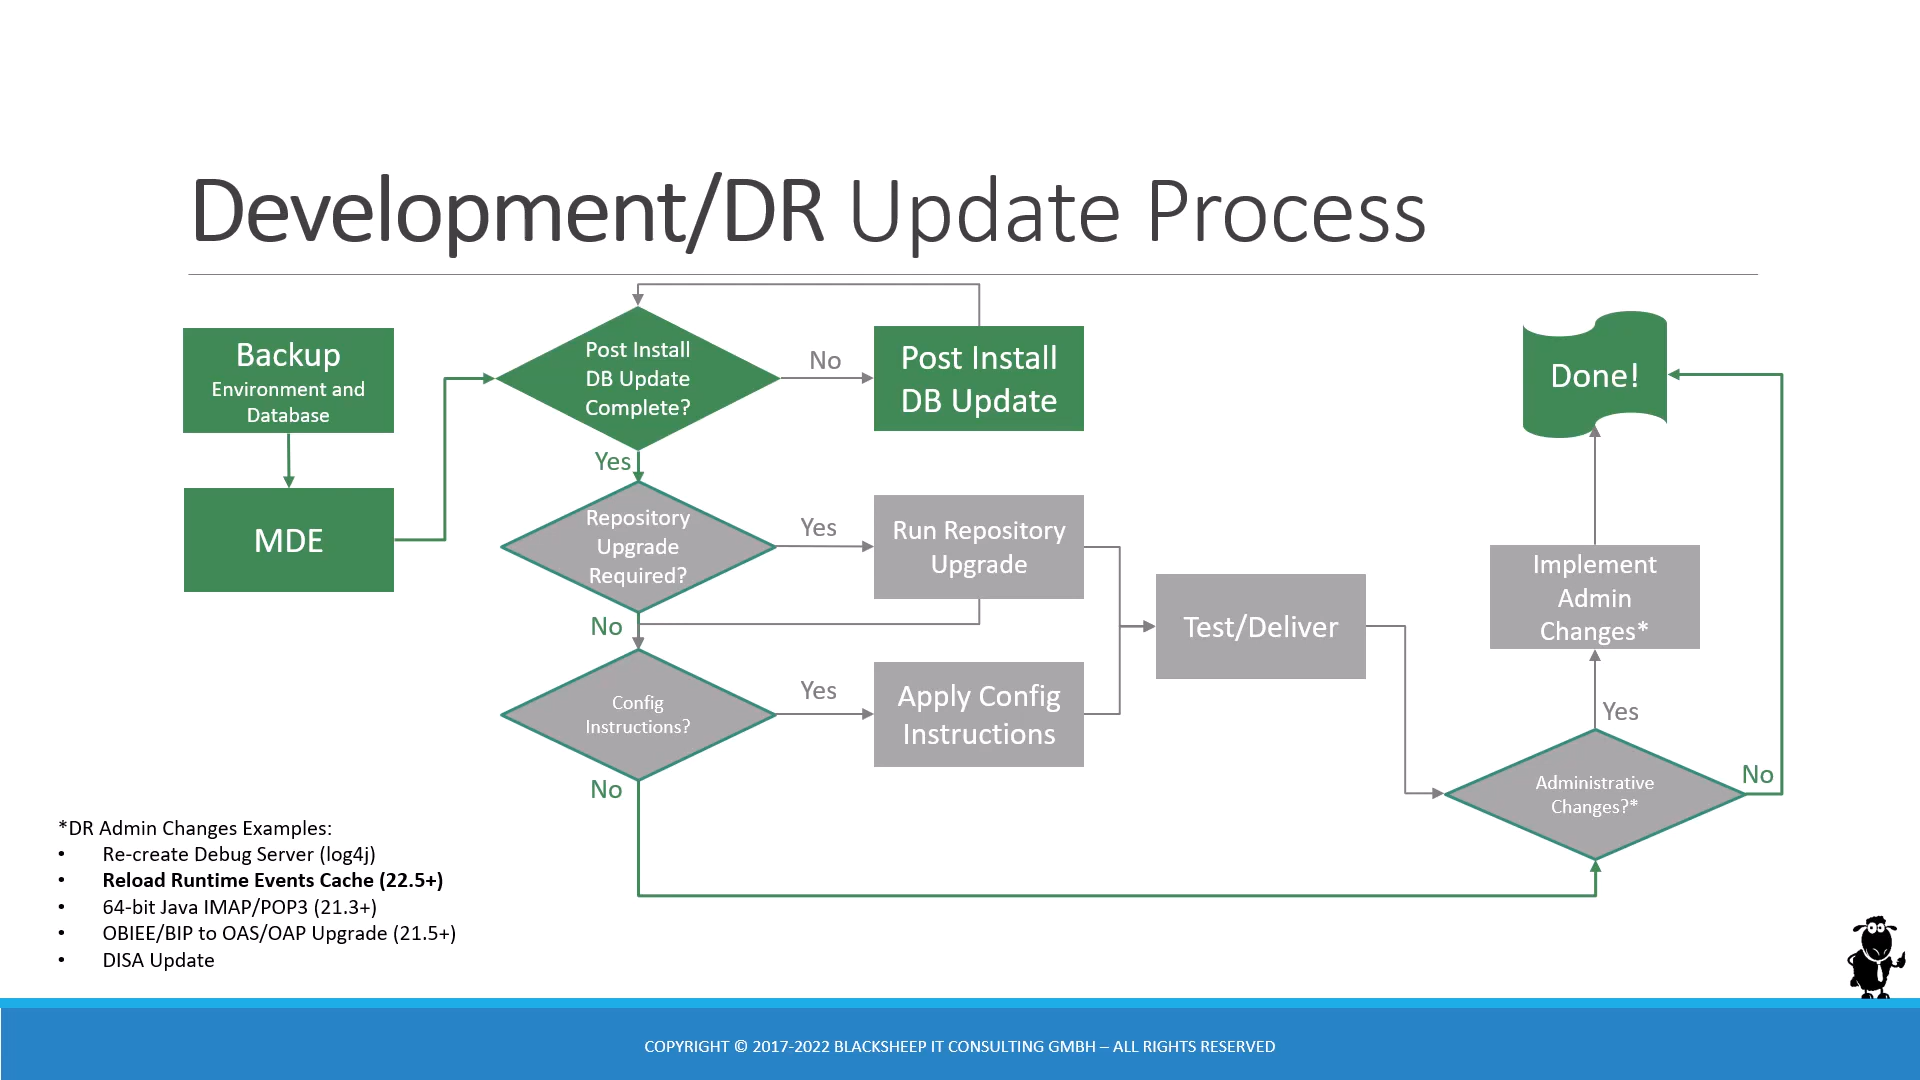 Development/DR Update Process
Backup
Environment and
Database
MDE
Post Install
DB Update
Complete?
No
Post Install
DB Update
Yes
Repository
Upgrade
Required?
Yes
Run Repository
Upgrade
No
Config
Instructions?
Yes
Apply Config
Instructions
No
Test/Deliver
Done!
Implement
Admin
Changes*
Yes
Administrative
Changes?*
No
*DR Admin Changes Examples:
• Re-create Debug Server (log4j)
• Reload Runtime Events Cache (22.5+)
• 64-bit Java IMAP/POP3 (21.3+)
• OBIEE/BIP to OAS/OAP Upgrade (21.5+)
• DISA Update
COPYRIGHT © 2017-2022 BLACKSHEEP IT CONSULTING GMBH – ALL RIGHTS RESERVED